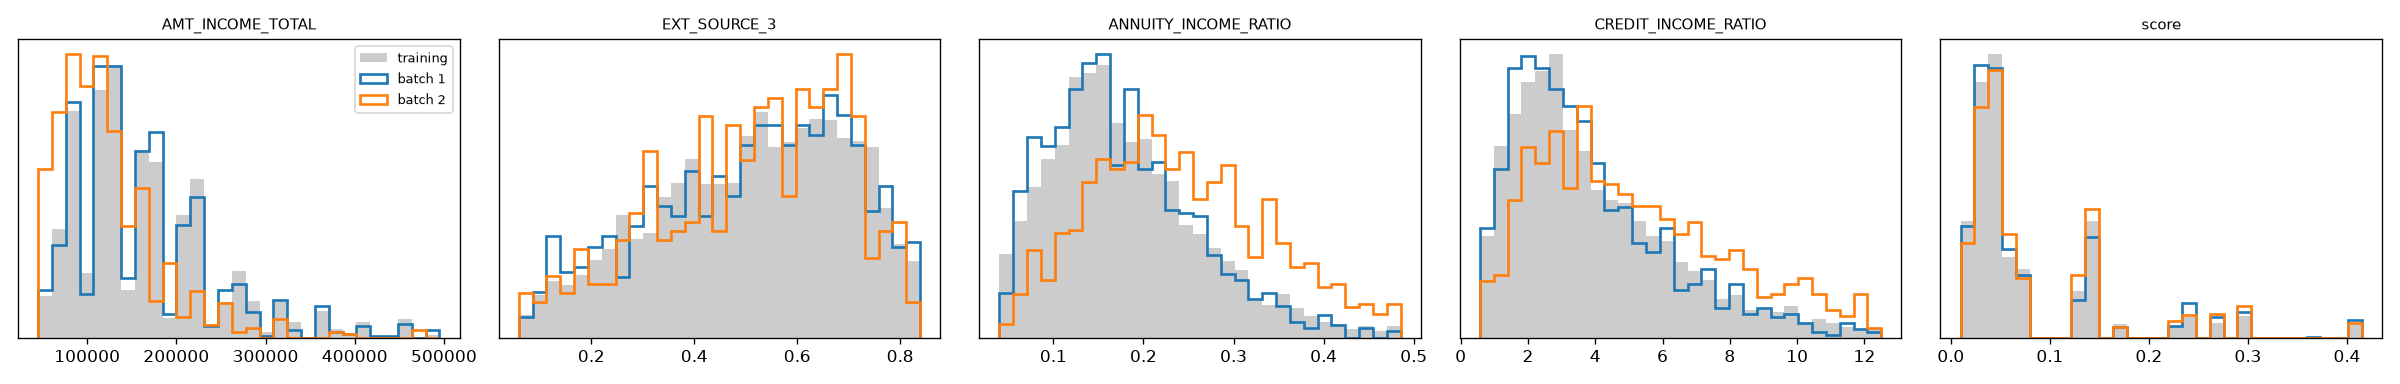 AMT_INCOME_TOTAL
training
batch 1
batch 2
100000 200000 300000 400000 500000
EXT_SOURCE_3
0.2 0.4 0.6 0.8
ANNUITY_INCOME_RATIO
0.1 0.2 0.3 0.4 0.5
CREDIT_INCOME_RATIO
0 2 4 6 8 10 12
score
0.0 0.1 0.2 0.3 0.4